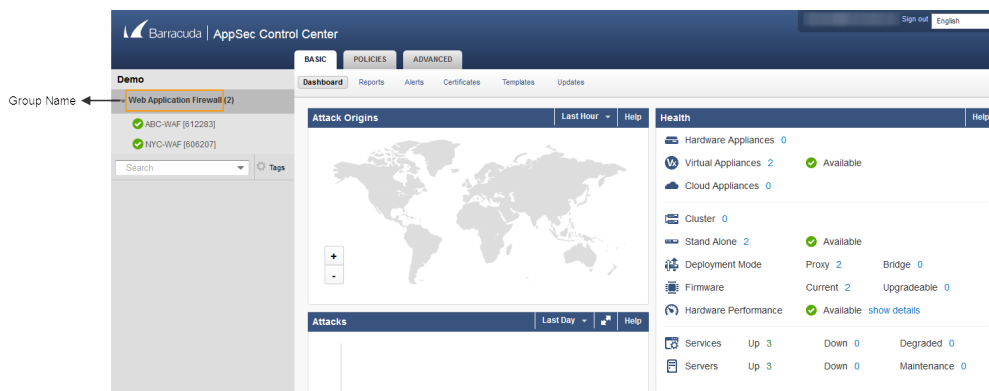 Sign out English
Barracuda | AppSec Control Center
BASIC POLICIES ADVANCED
Demo
Dashboard Reports Alerts Certificates Templates Updates
Group Name
Web Application Firewall (2)
ABC-WAF [612283]
NYC-WAF [606207]
Search Tags
Attack Origins Last Hour Help
+
-
Attacks Last Day Help
Health Help
Hardware Appliances 0
Virtual Appliances 2 Available
Cloud Appliances 0
Cluster 0
Stand Alone 2 Available
Deployment Mode Proxy 2 Bridge 0
Firmware Current 2 Upgradeable 0
Hardware Performance Available show details
Services Up 3 Down 0 Degraded 0
Servers Up 3 Down 0 Maintenance 0